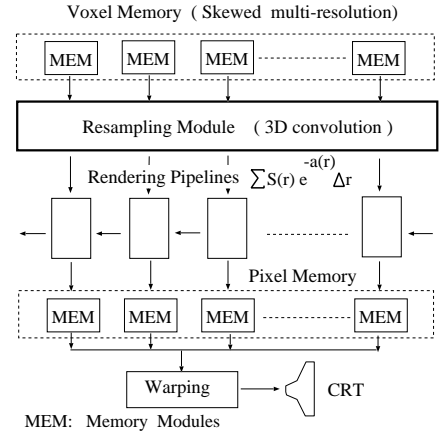 Voxel Memory ( Skewed multi-resolution)
MEM MEM MEM MEM
Resampling Module ( 3D convolution )
Rendering Pipelines ∑S(r) e^-a(r) Δr
Pixel Memory
MEM MEM MEM MEM
Warping CRT
MEM: Memory Modules